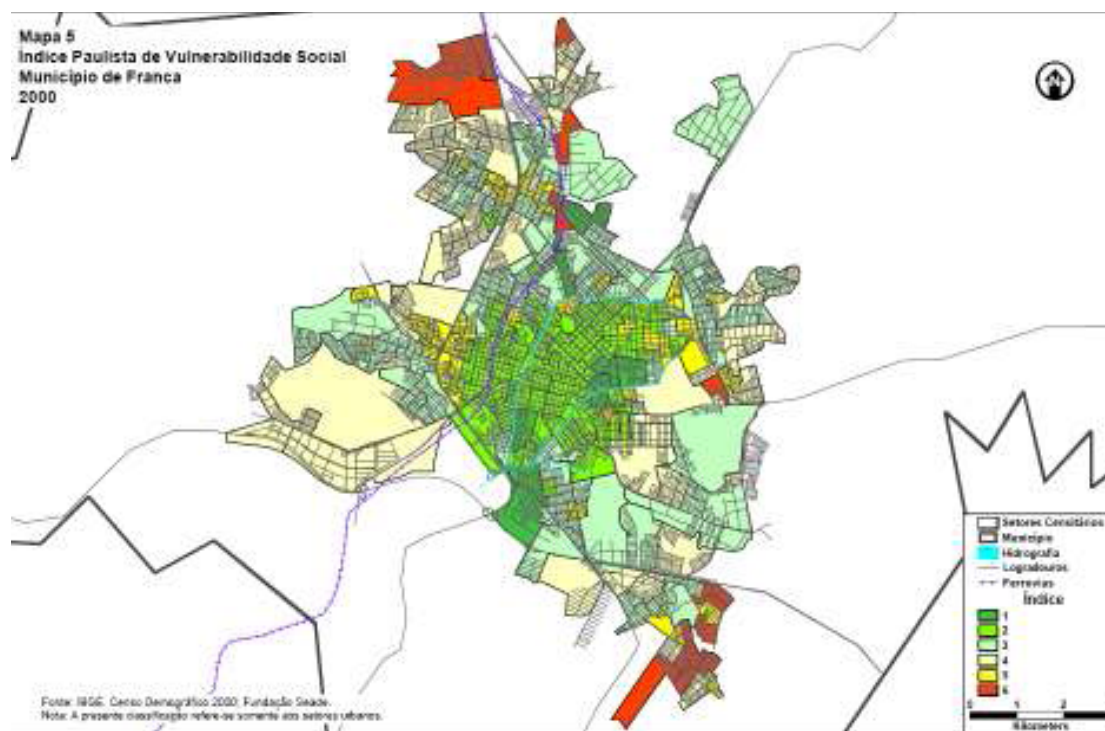 Mapa 5
Indice Paulista de Vulnerabilidade Social
Município de Franca
2000
N
Setores Censitários
Município
Hidrografia
Logradouros
Ferrovias
Índice
1
2
3
4
5
6
0 1 2
Kilometers
Fonte: IBGE. Censo Demográfico 2000; Fundação Seade.
Nota: A presente classificação refere-se somente aos setores urbanos.